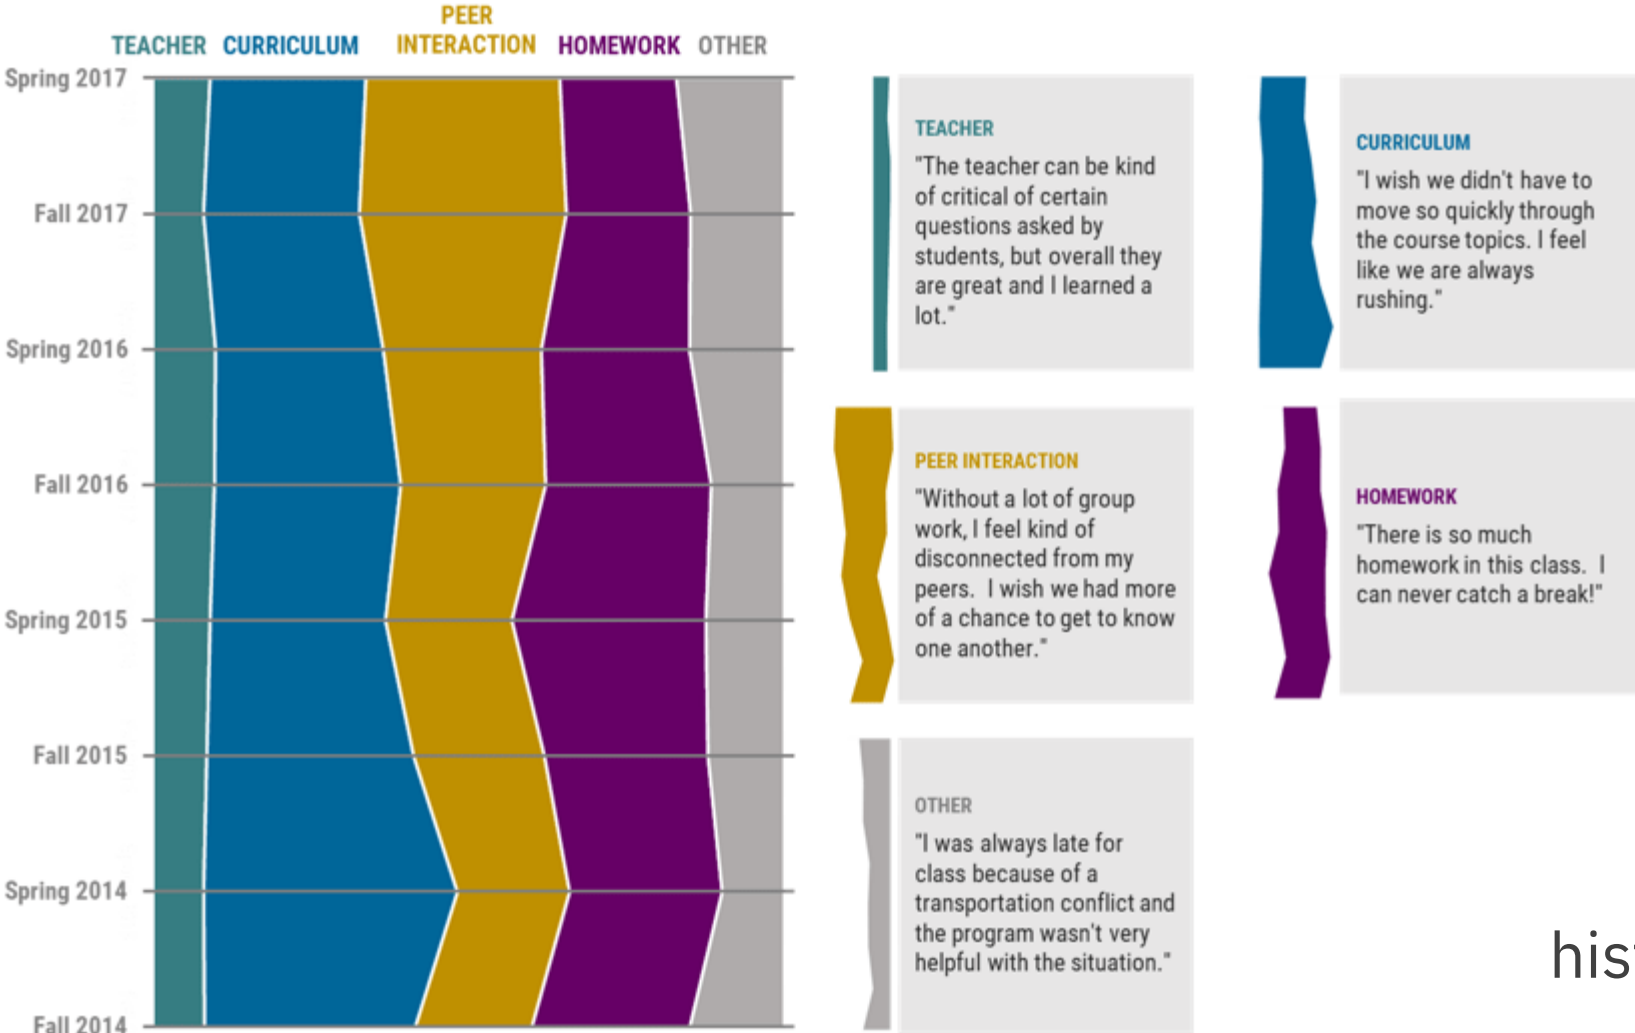 PEER
TEACHER CURRICULUM INTERACTION HOMEWORK OTHER
Spring 2017
Fall 2017
Spring 2016
Fall 2016
Spring 2015
Fall 2015
Spring 2014
Fall 2014
TEACHER
"The teacher can be kind
of critical of certain
questions asked by
students, but overall they
are great and I learned a
lot."
CURRICULUM
"I wish we didn't have to
move so quickly through
the course topics. I feel
like we are always
rushing."
PEER INTERACTION
"Without a lot of group
work, I feel kind of
disconnected from my
peers.  I wish we had more
of a chance to get to know
one another."
HOMEWORK
"There is so much
homework in this class.  I
can never catch a break!"
OTHER
"I was always late for
class because of a
transportation conflict and
the program wasn't very
helpful with the situation."